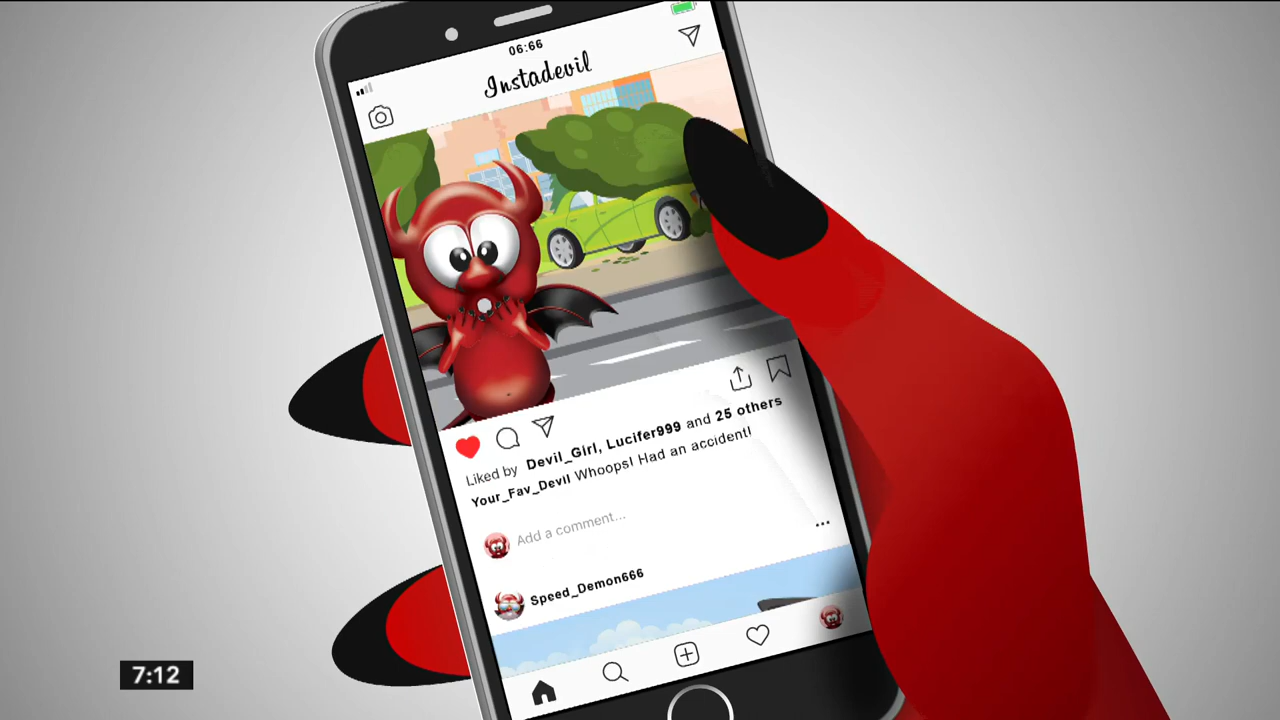 06:66
Instadevil
Liked by Devil_Girl, Lucifer999 and 25 others
Your_Fav_Devil Whoops! Had an accident!
Add a comment...
Speed_Demon666
7:12